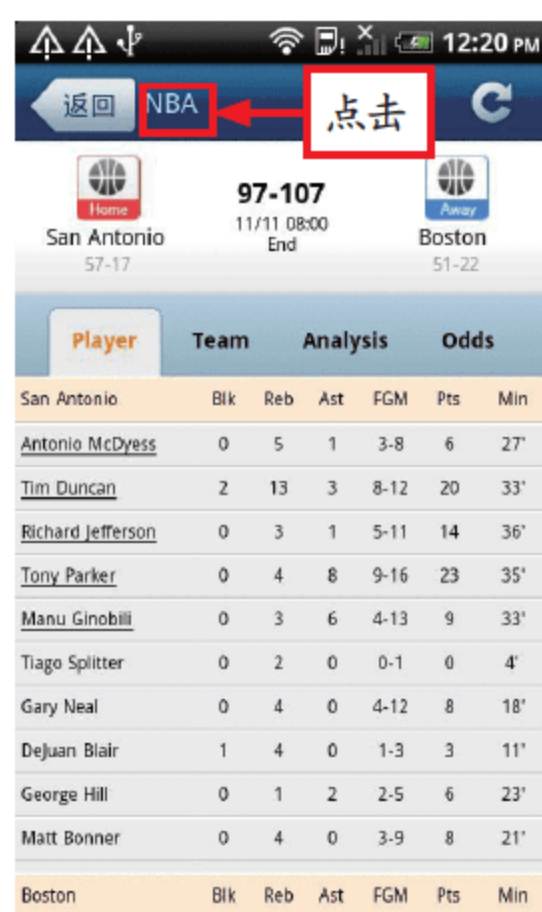 12:20 PM
返回 NBA 点击
Home Away
97-107
San Antonio 11/11 08:00 Boston
57-17 End 51-22
Player Team Analysis Odds
San Antonio Blk Reb Ast FGM Pts Min
Antonio McDyess 0 5 1 3-8 6 27'
Tim Duncan 2 13 3 8-12 20 33'
Richard Jefferson 0 3 1 5-11 14 36'
Tony Parker 0 4 8 9-16 23 35'
Manu Ginobili 0 3 6 4-13 9 33'
Tiago Splitter 0 2 0 0-1 0 4'
Gary Neal 0 4 0 4-12 8 18'
DeJuan Blair 1 4 0 1-3 3 11'
George Hill 0 1 2 2-5 6 23'
Matt Bonner 0 4 0 3-9 8 21'
Boston Blk Reb Ast FGM Pts Min